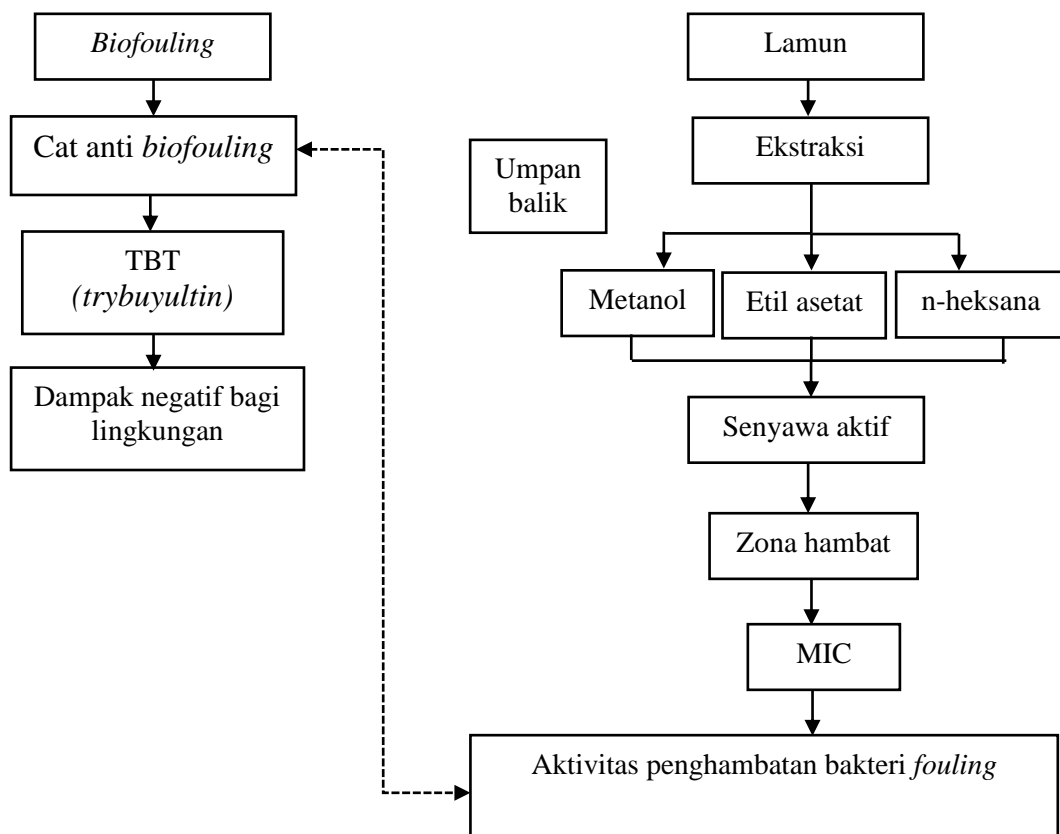 Biofouling
Cat anti biofouling
TBT
(trybuyultin)
Dampak negatif bagi
lingkungan
Umpan
balik
Lamun
Ekstraksi
Metanol
Etil asetat
n-heksana
Senyawa aktif
Zona hambat
MIC
Aktivitas penghambatan bakteri fouling